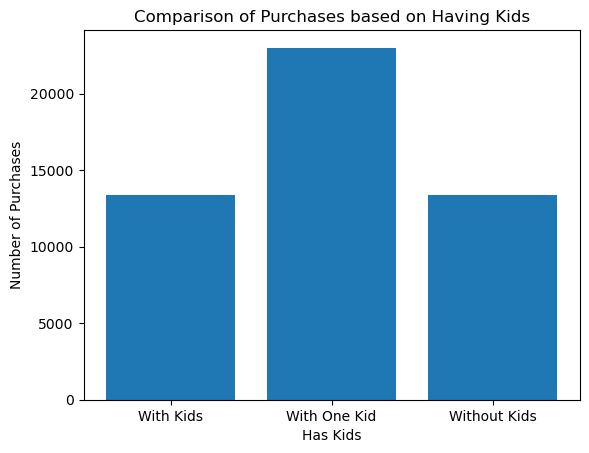 Comparison of Purchases based on Having Kids
Number of Purchases
20000
15000
10000
5000
0
With Kids
With One Kid
Without Kids
Has Kids